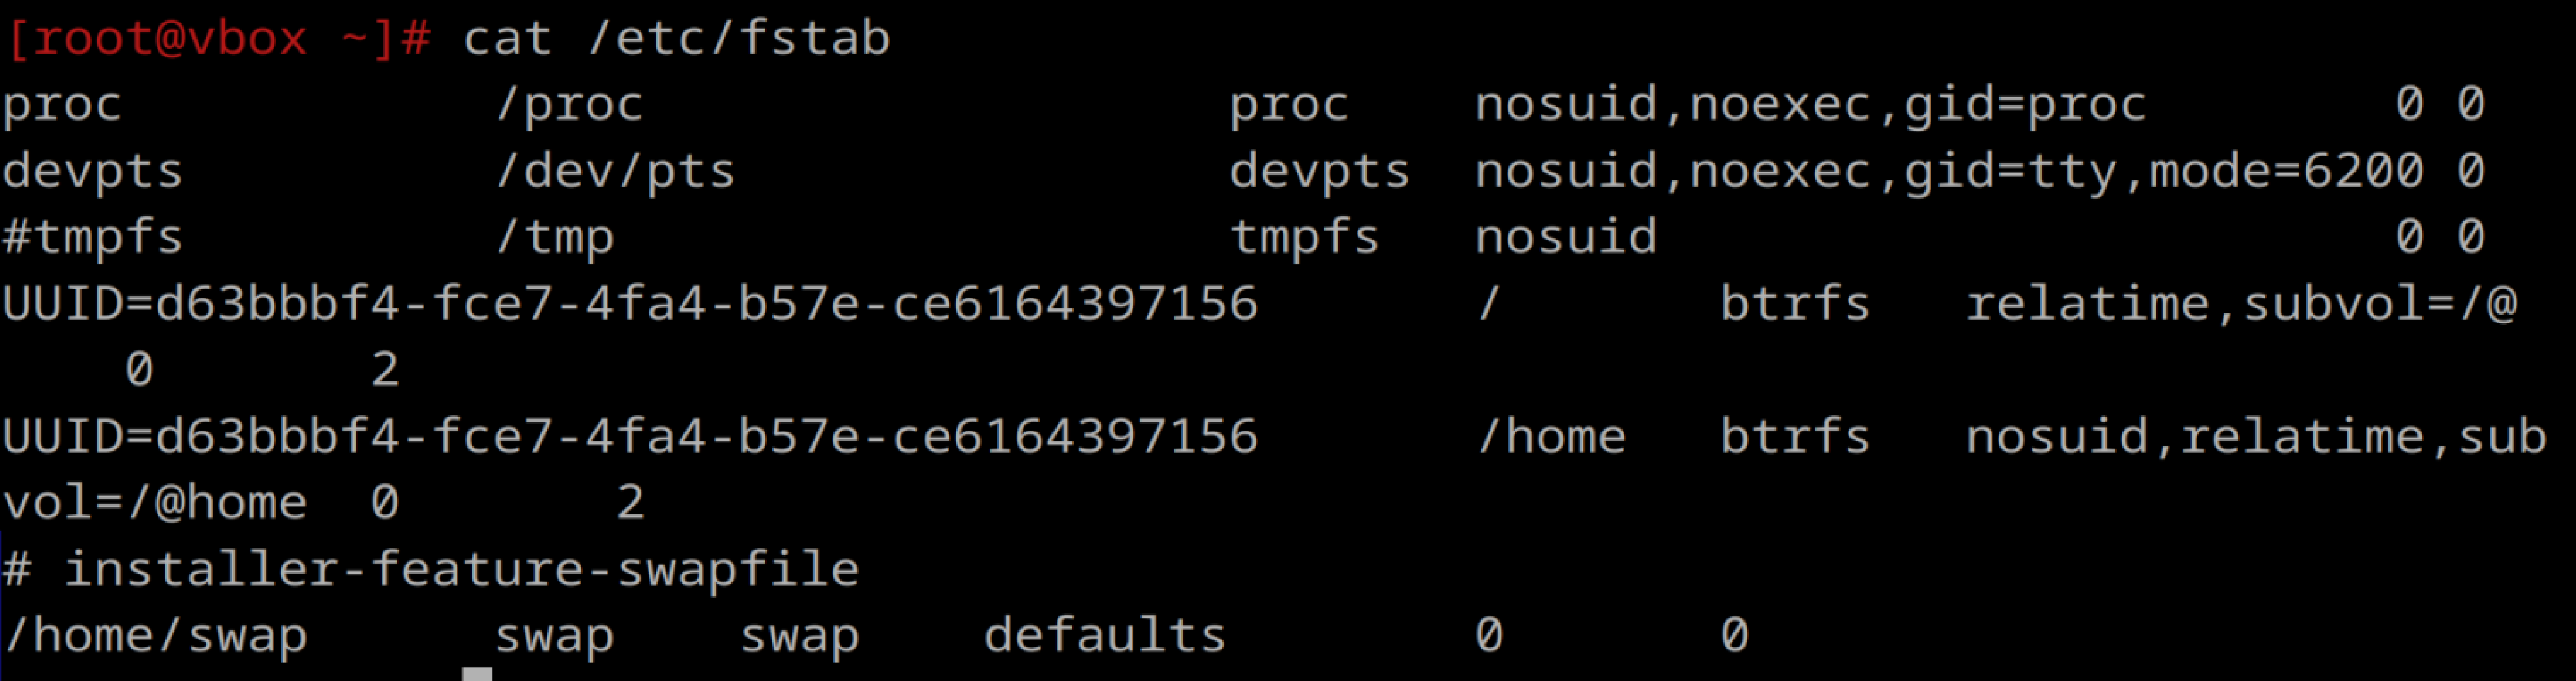 [root@vbox ~]# cat /etc/fstab
proc            /proc                                   proc    nosuid,noexec,gid=proc        0 0
devpts          /dev/pts                                devpts  nosuid,noexec,gid=tty,mode=6200 0
#tmpfs          /tmp                                    tmpfs   nosuid                        0 0
UUID=d63bbbf4-fce7-4fa4-b57e-ce6164397156       /       btrfs   relatime,subvol=/@
    0       2
UUID=d63bbbf4-fce7-4fa4-b57e-ce6164397156       /home   btrfs   nosuid,relatime,sub
vol=/@home  0       2
# installer-feature-swapfile
/home/swap      swap    swap    defaults        0       0